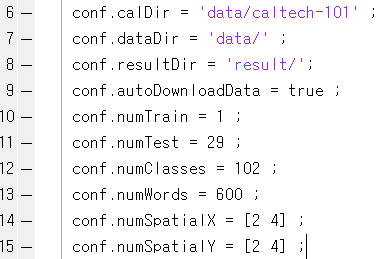 6 – conf.calDir = 'data/caltech-101' ;
7 – conf.dataDir = 'data/' ;
8 – conf.resultDir = 'result/';
9 – conf.autoDownloadData = true ;
10 – conf.numTrain = 1 ;
11 – conf.numTest = 29 ;
12 – conf.numClasses = 102 ;
13 – conf.numWords = 600 ;
14 – conf.numSpatialX = [2 4] ;
15 – conf.numSpatialY = [2 4] ;